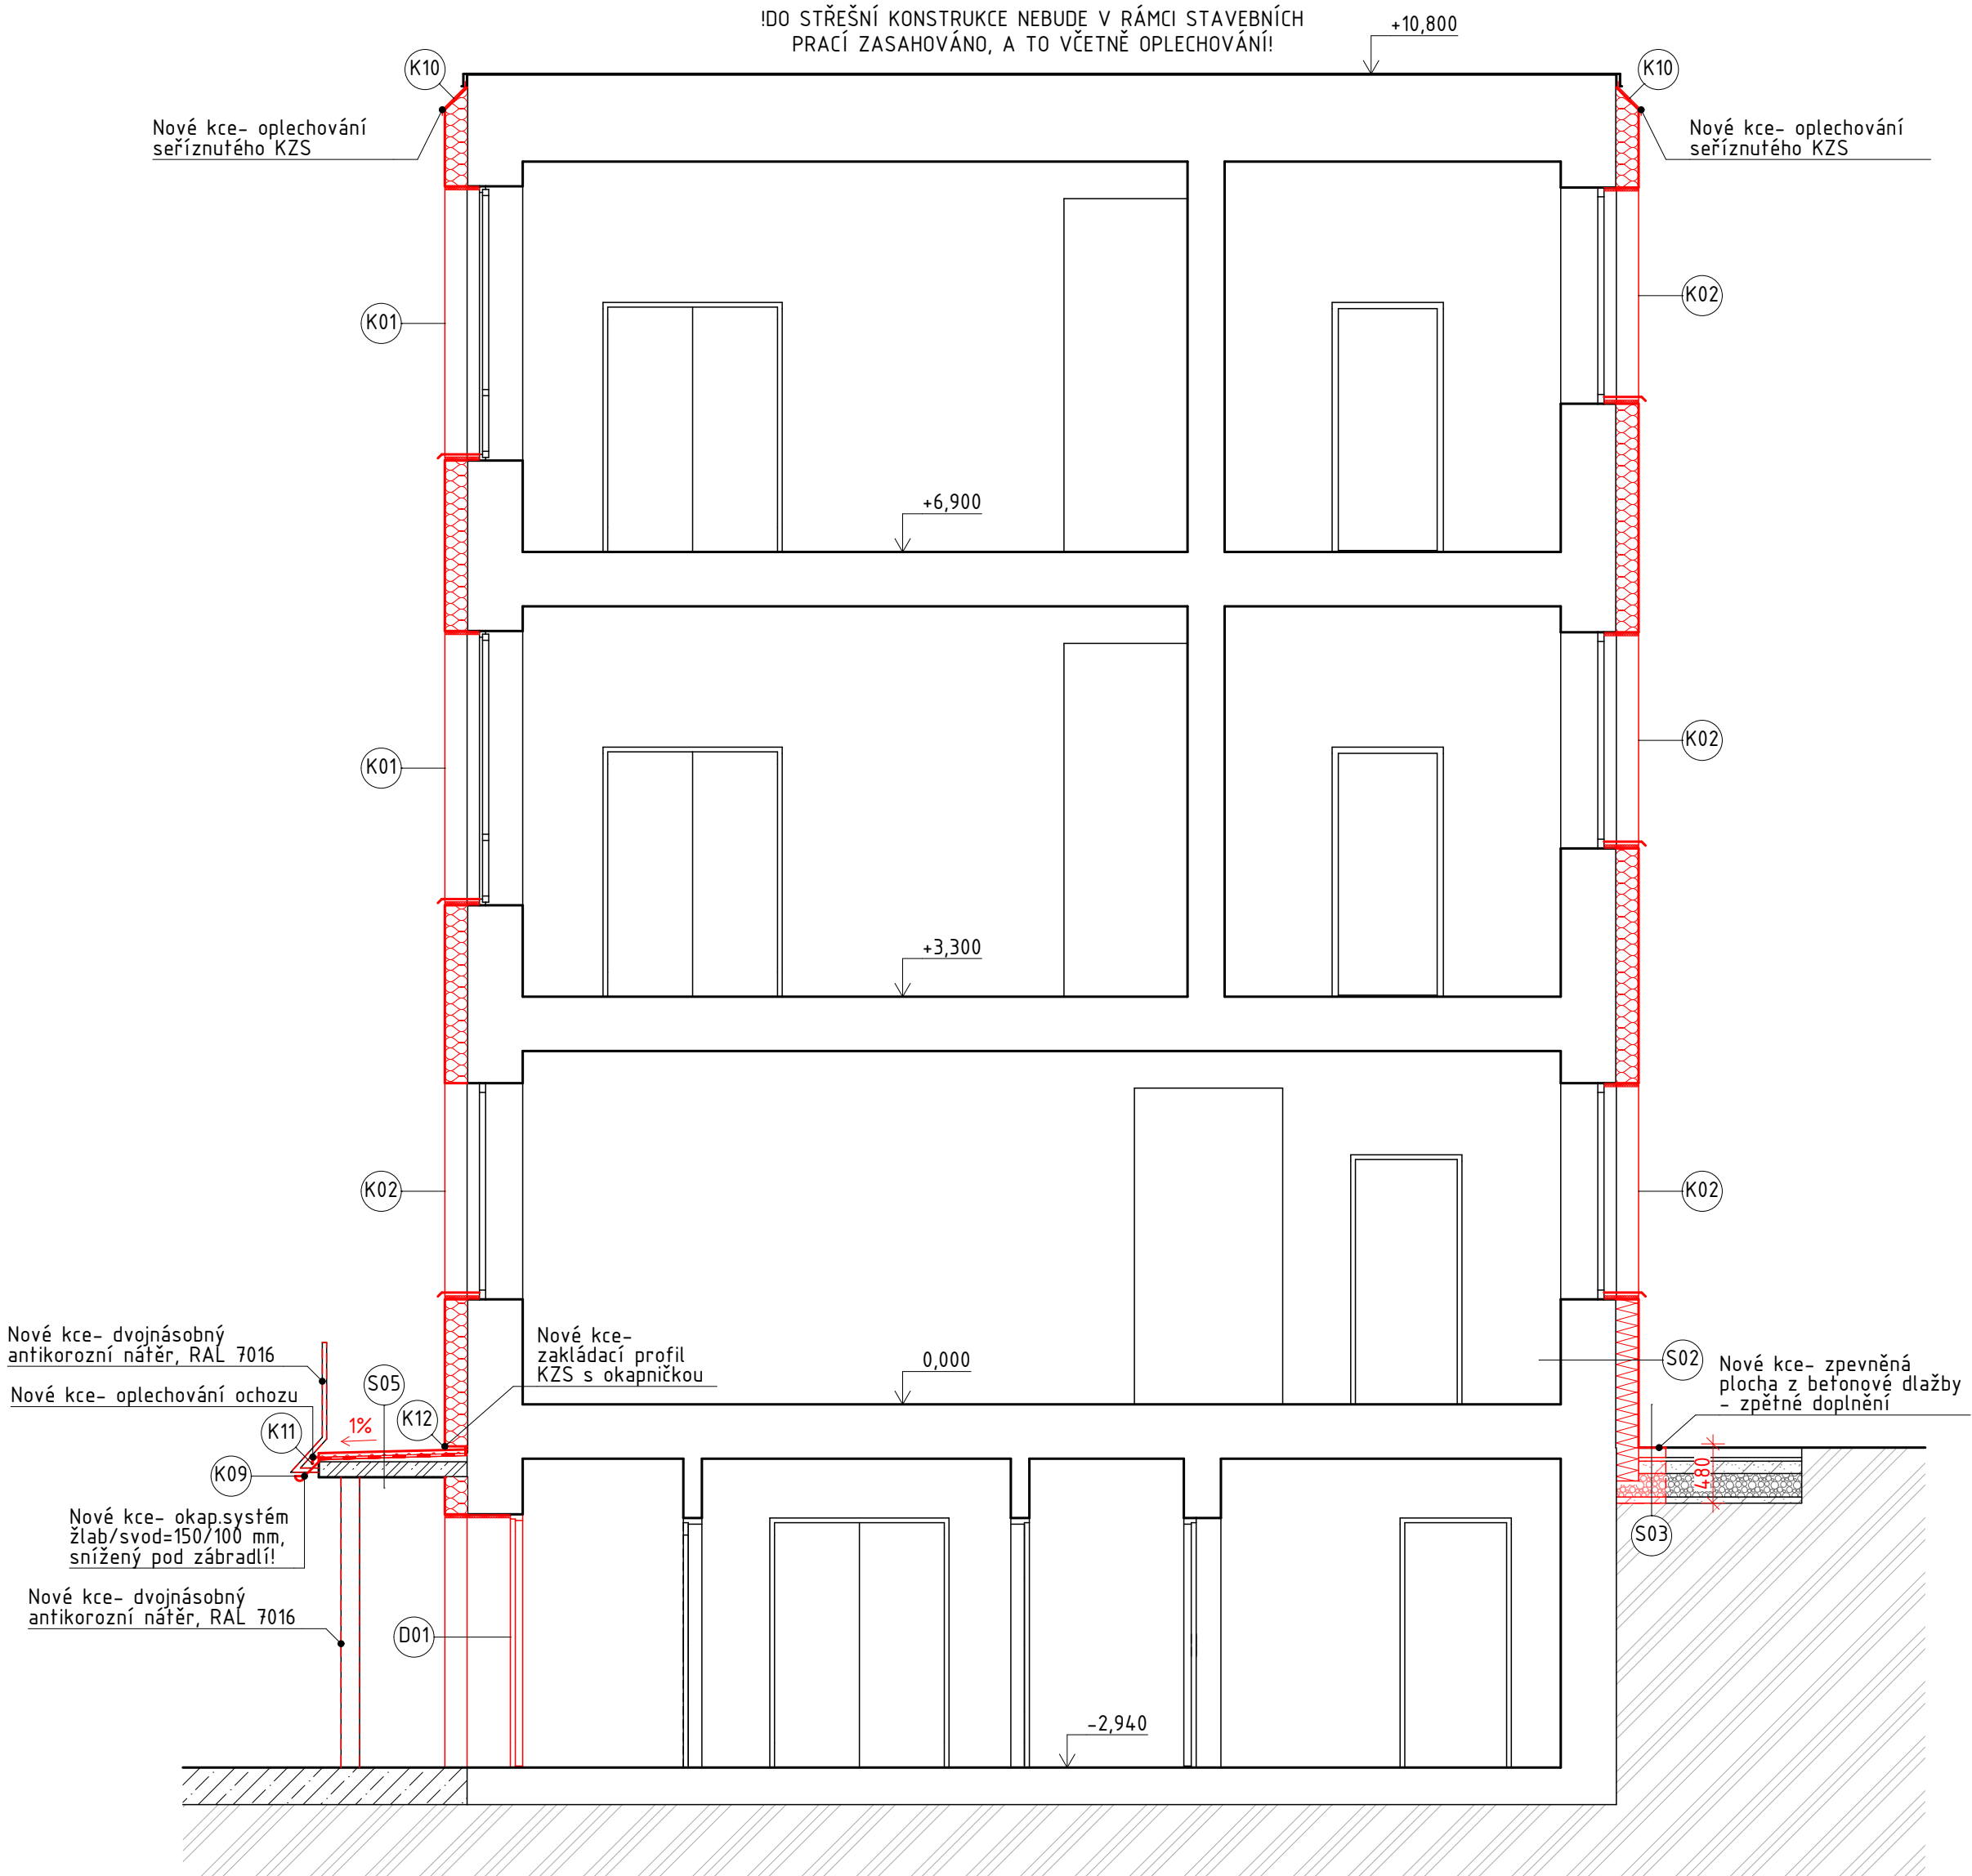 !DO STŘEŠNÍ KONSTRUKCE NEBUDE V RÁMCI STAVEBNÍCH
PRACÍ ZASAHOVÁNO, A TO VČETNĚ OPLECHOVÁNÍ!
+10,800
K10
K10
Nové kce- oplechování
seříznutého KZS
Nové kce- oplechování
seříznutého KZS
K01
K02
+6,900
K01
K02
+3,300
K02
K02
Nové kce- dvojnásobný
antikorozní nátěr, RAL 7016
Nové kce- oplechování ochozu
S05
K11
1%
K12
K09
Nové kce-
zakládací profil
KZS s okapničkou
0,000
S02
Nové kce- zpevněná
plocha z betonové dlažby
- zpětné doplnění
480
S03
Nové kce- okap.systém
žlab/svod=150/100 mm,
snížený pod zábradlí!
Nové kce- dvojnásobný
antikorozní nátěr, RAL 7016
D01
-2,940